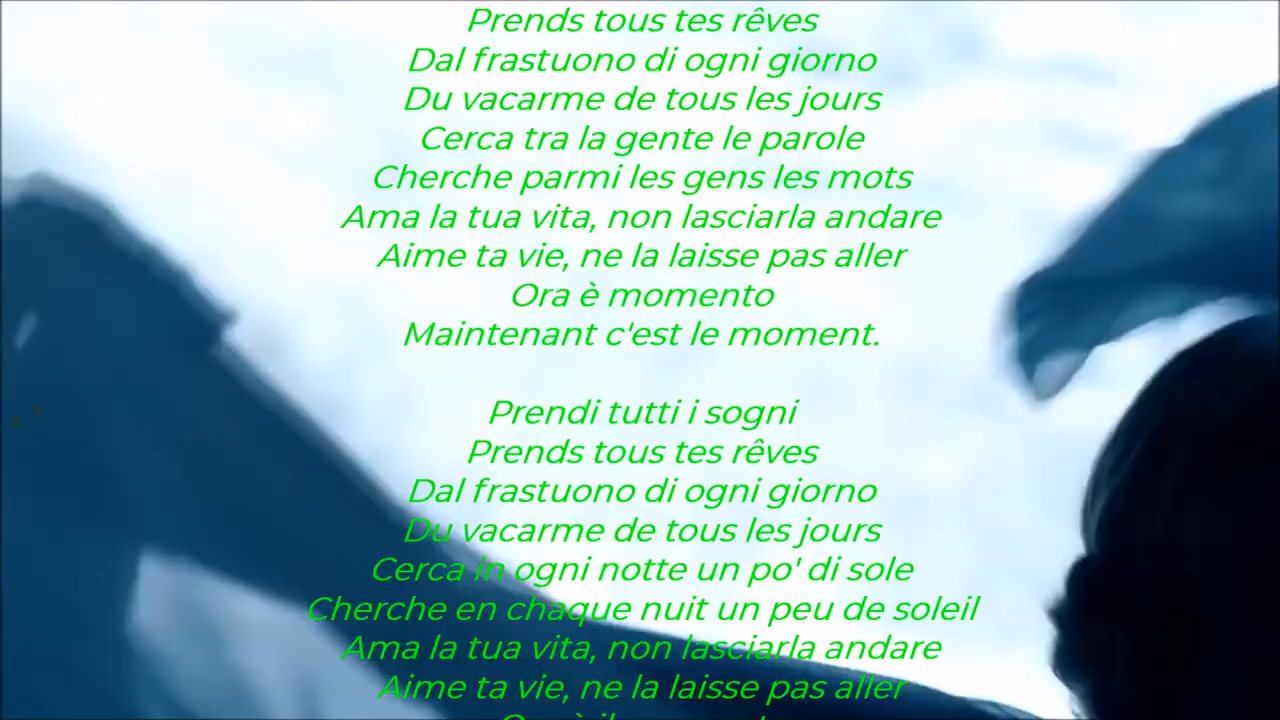 Prends tous tes rêves
Dal frastuono di ogni giorno
Du vacarme de tous les jours
Cerca tra la gente le parole
Cherche parmi les gens les mots
Ama la tua vita, non lasciarla andare
Aime ta vie, ne la laisse pas aller
Ora è momento
Maintenant c'est le moment.
Prendi tutti i sogni
Prends tous tes rêves
Dal frastuono di ogni giorno
Du vacarme de tous les jours
Cerca in ogni notte un po' di sole
Cherche en chaque nuit un peu de soleil
Ama la tua vita, non lasciarla andare
Aime ta vie, ne la laisse pas aller